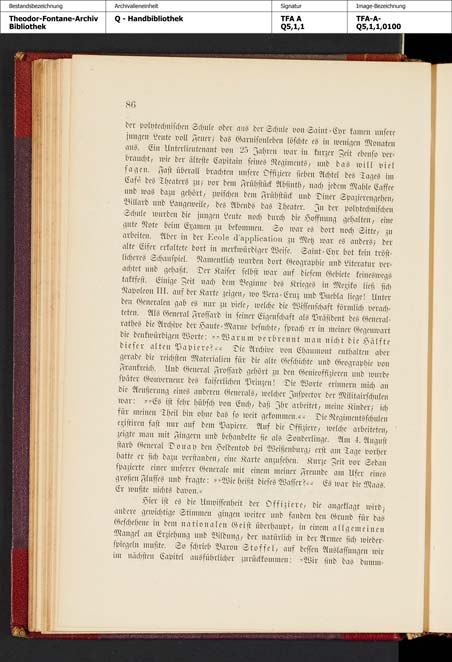 Bestandsbezeichnung
Archivalieneinheit
Signatur
Image-Bezeichnung
Theodor-Fontane-Archiv
Bibliothek
Q - Handbibliothek
TFA A
Q5,1,1
TFA-A-
Q5,1,1,0100
86
der polytechnischen Schule oder aus der Schule von Saint-Cyr kamen unsere
jungen Leute voll Feuer; das Garnisonleben löschte es in wenigen Monaten
aus. Ein Unterlieutenant von 25 Jahren war in kurzer Zeit ebenso ver-
braucht, wie der älteste Capitain seines Regiments, und das will viel
sagen. Fast überall brachten unsre Offiziere sieben Achtel des Tages im
Café des Theaters zu; vor dem Frühstück Absinth, nach jedem Mahle Caffee
und was dazu gehört, zwischen dem Frühstück und Diner Spazierengehen,
Billard und Langeweile, des Abends das Theater. In der polytechnischen
Schule wurden die jungen Leute noch durch die Hoffnung gehalten, eine
gute Note beim Examen zu bekommen. So war es dort noch Sitte, zu
arbeiten. Aber in der Ecole d'application zu Metz war es anders; der
alte Eifer erkaltete dort in merkwürdiger Weise. Saint-Cyr bot kein tröst-
licheres Schauspiel. Namentlich wurden dort Geographie und Literatur ver-
achtet und gehaßt. Der Kaiser selbst war auf diesem Gebiete keineswegs
taktfest. Einige Zeit nach dem Beginne des Krieges in Mexiko ließ sich
Napoleon III. auf der Karte zeigen, wo Vera-Cruz und Puebla liege! Unter
den Generalen gab es nur zu viele, welche die Wissenschaft förmlich verach-
teten. Als General Frossard in seiner Eigenschaft als Präsident des General-
raths die Archive der Haute-Marne besuchte, sprach er in meiner Gegenwart
die denkwürdigen Worte: »»Warum verbrennt man nicht die Hälfte
dieser alten Papiere?«« Die Archive von Chaumont enthalten aber
gerade die reichsten Materialien für die alte Geschichte und Geographie von
Frankreich. Und General Frossard gehört zu den Genieoffizieren und wurde
später Gouverneur des kaiserlichen Prinzen! Die Worte erinnern mich an
die Aeußerung eines anderen Generals, welcher Inspector der Militairschulen
war: »»Es ist sehr hübsch von Euch, daß Ihr arbeitet, meine Kinder; ich
für meinen Theil bin ohne das so weit gekommen.«« Die Regimentsschulen
existiren fast nur auf dem Papiere. Auf die Offiziere, welche arbeiteten,
zeigte man mit Fingern und behandelte sie als Sonderlinge. Am 4. August
starb General Douay den Heldentod bei Weißenburg; erst am Tage vorher
hatte er sich dazu verstanden, eine Karte anzusehen. Kurze Zeit vor Sedan
spazierte einer unserer Generale mit einem meiner Freunde am Ufer eines
großen Flusses und fragte: »»Wie heißt dieses Wasser?«« Es war die Maas.
Er wußte nichts davon.«
Hier ist es die Unwissenheit der Offiziere, die angeklagt wird;
andere gewichtige Stimmen gingen weiter und fanden den Grund für das
Geschehene in dem nationalen Geist überhaupt, in einem allgemeinen
Mangel an Erziehung und Bildung, der natürlich in der Armee sich wieder-
spiegeln mußte. So schrieb Baron Stoffel, auf dessen Auslassungen wir
im nächsten Capitel ausführlicher zurückkommen: »Wir sind das dumm-